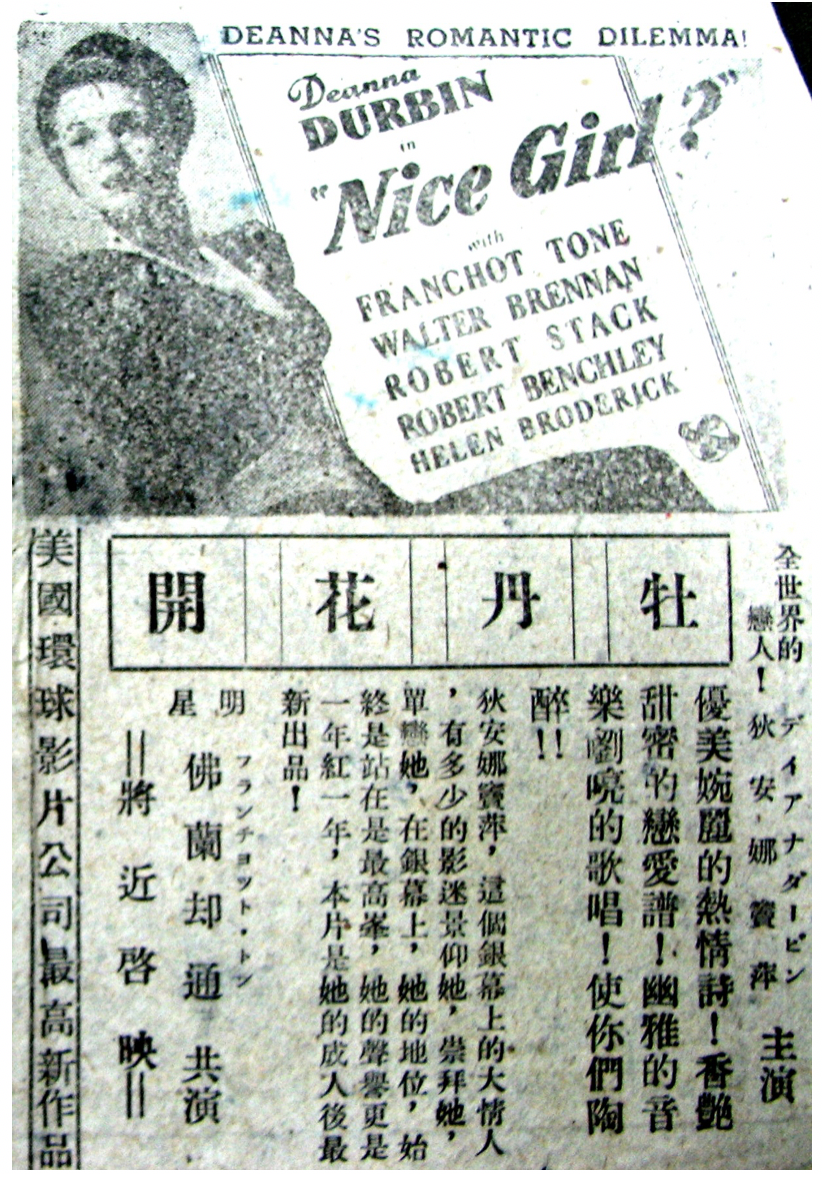 DEANNA'S ROMANTIC DILEMMA!
Deanna
DURBIN
in
"Nice Girl?"
with
FRANCHOT TONE
WALTER BRENNAN
ROBERT STACK
ROBERT BENCHLEY
HELEN BRODERICK
牡丹花開
全世界的
戀人！
ディアナダービン
狄安娜竇萍 主演
優美婉麗的熱情詩！香艷
甜密的戀愛譜！幽雅的音
樂劉喨的歌唱！使你們陶
醉！！
狄安娜竇萍，這個銀幕上的大情人
，有多少的影迷景仰她，崇拜她，
單戀她，在銀幕上，她的地位，始
終是站在是最高峯，她的聲譽更是
一年紅一年，本片是她的成人後最
新出品！
フランチョット・トン
明星 佛蘭却通 共演
＝將近啓映＝
美國環球影片公司最高新作品